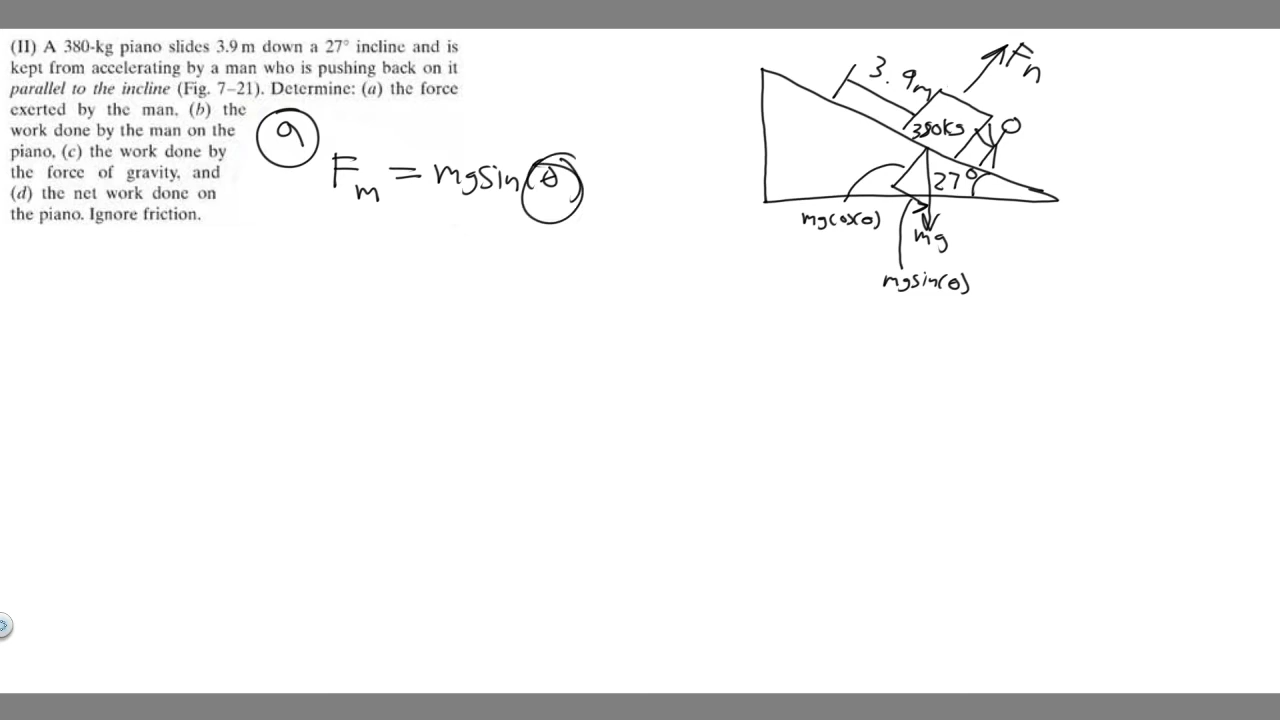 (II) A 380-kg piano slides 3.9 m down a 27° incline and is
kept from accelerating by a man who is pushing back on it
parallel to the incline (Fig. 7–21). Determine: (a) the force
exerted by the man, (b) the
work done by the man on the
piano, (c) the work done by
the force of gravity, and
(d) the net work done on
the piano. Ignore friction.
a
Fm = mgsin(θ)
3.9m
Fn
380kg
27°
mg
mgsin(θ)